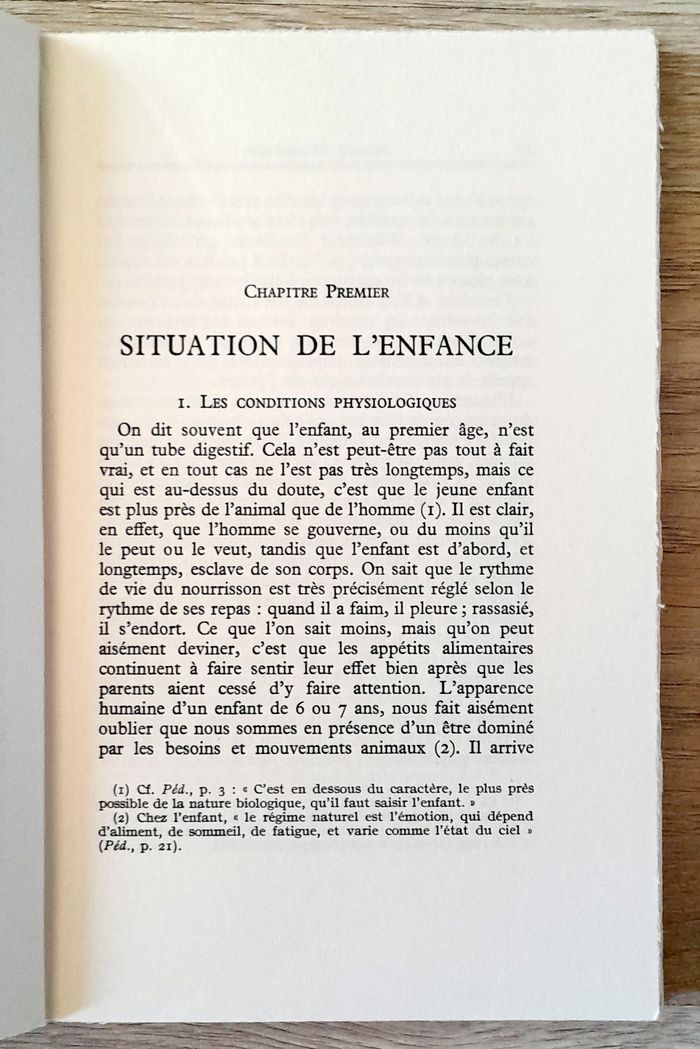 Chapitre Premier
SITUATION DE L'ENFANCE
1. Les conditions physiologiques
On dit souvent que l'enfant, au premier âge, n'est
qu'un tube digestif. Cela n'est peut-être pas tout à fait
vrai, et en tout cas ne l'est pas très longtemps, mais ce
qui est au-dessus du doute, c'est que le jeune enfant
est plus près de l'animal que de l'homme (1). Il est clair,
en effet, que l'homme se gouverne, ou du moins qu'il
le peut ou le veut, tandis que l'enfant est d'abord, et
longtemps, esclave de son corps. On sait que le rythme
de vie du nourrisson est très précisément réglé selon le
rythme de ses repas : quand il a faim, il pleure ; rassasié,
il s'endort. Ce que l'on sait moins, mais qu'on peut
aisément deviner, c'est que les appétits alimentaires
continuent à faire sentir leur effet bien après que les
parents aient cessé d'y faire attention. L'apparence
humaine d'un enfant de 6 ou 7 ans, nous fait aisément
oublier que nous sommes en présence d'un être dominé
par les besoins et mouvements animaux (2). Il arrive
(1) Cf. Péd., p. 3 : « C'est en dessous du caractère, le plus près
possible de la nature biologique, qu'il faut saisir l'enfant. »
(2) Chez l'enfant, « le régime naturel est l'émotion, qui dépend
d'aliment, de sommeil, de fatigue, et varie comme l'état du ciel »
(Péd., p. 21).